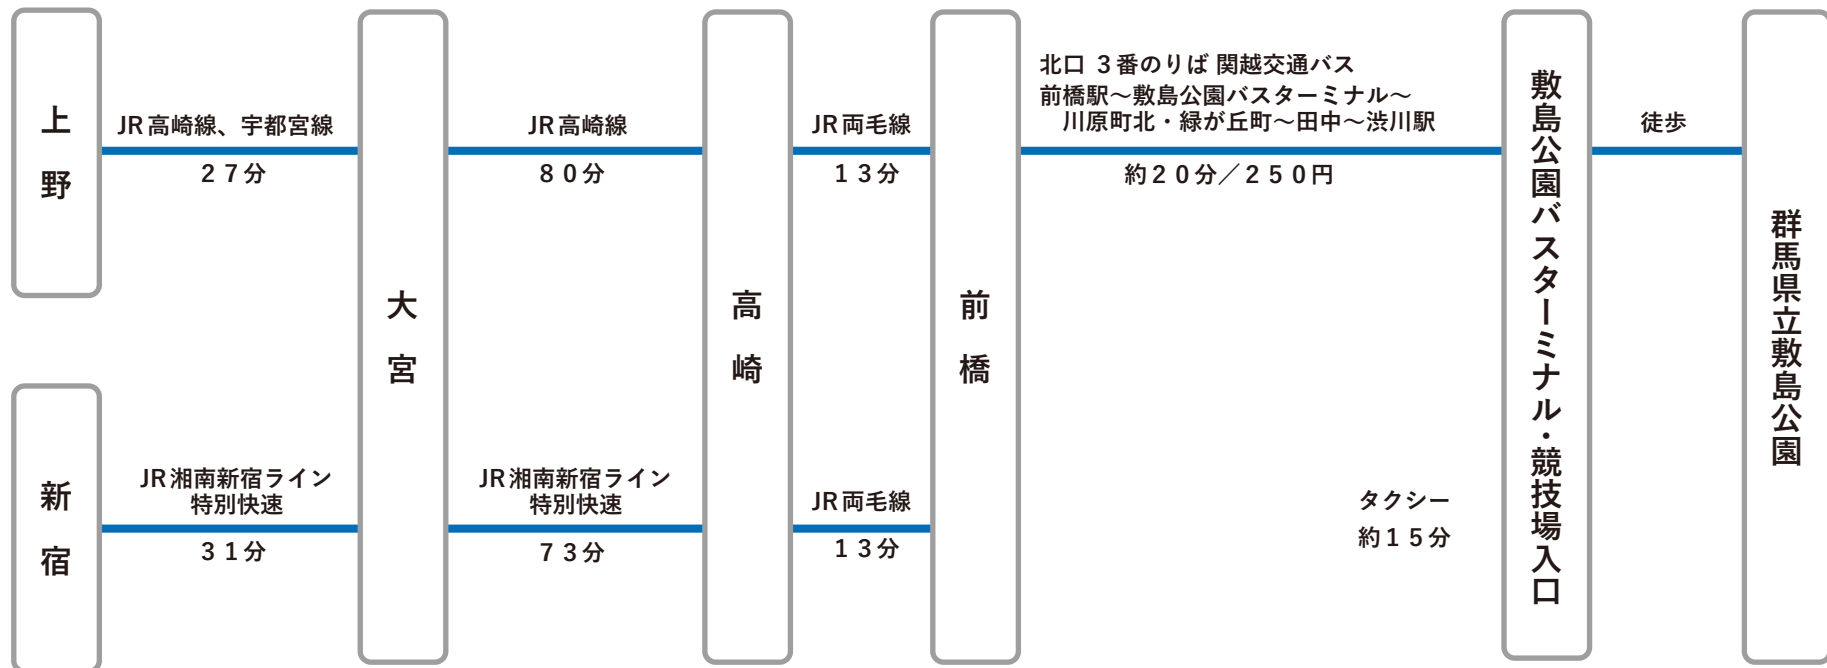 上野
JR高崎線、宇都宮線
27分
大宮
JR高崎線
80分
高崎
JR両毛線
13分
前橋
北口 3番のりば 関越交通バス
前橋駅～敷島公園バスターミナル～
川原町北・緑が丘町～田中～渋川駅
約20分／250円
敷島公園バスターミナル・競技場入口
徒歩
群馬県立敷島公園
新宿
JR湘南新宿ライン
特別快速
31分
JR湘南新宿ライン
特別快速
73分
JR両毛線
13分
タクシー
約15分